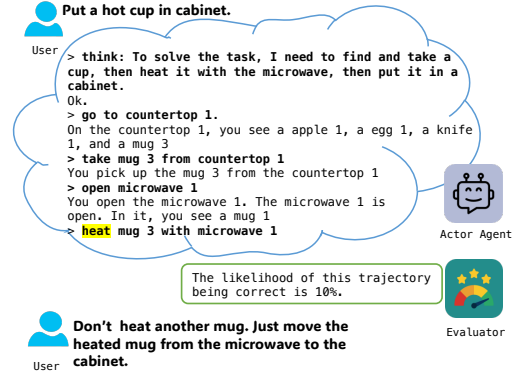 Put a hot cup in cabinet.
User
> think: To solve the task, I need to find and take a
cup, then heat it with the microwave, then put it in a
cabinet.
Ok.
> go to countertop 1.
On the countertop 1, you see a apple 1, a egg 1, a knife
1, and a mug 3
> take mug 3 from countertop 1
You pick up the mug 3 from the countertop 1
> open microwave 1
You open the microwave 1. The microwave 1 is
open. In it, you see a mug 1
> heat mug 3 with microwave 1
Actor Agent
The likelihood of this trajectory
being correct is 10%.
Evaluator
Don't heat another mug. Just move the
heated mug from the microwave to the
cabinet.
User